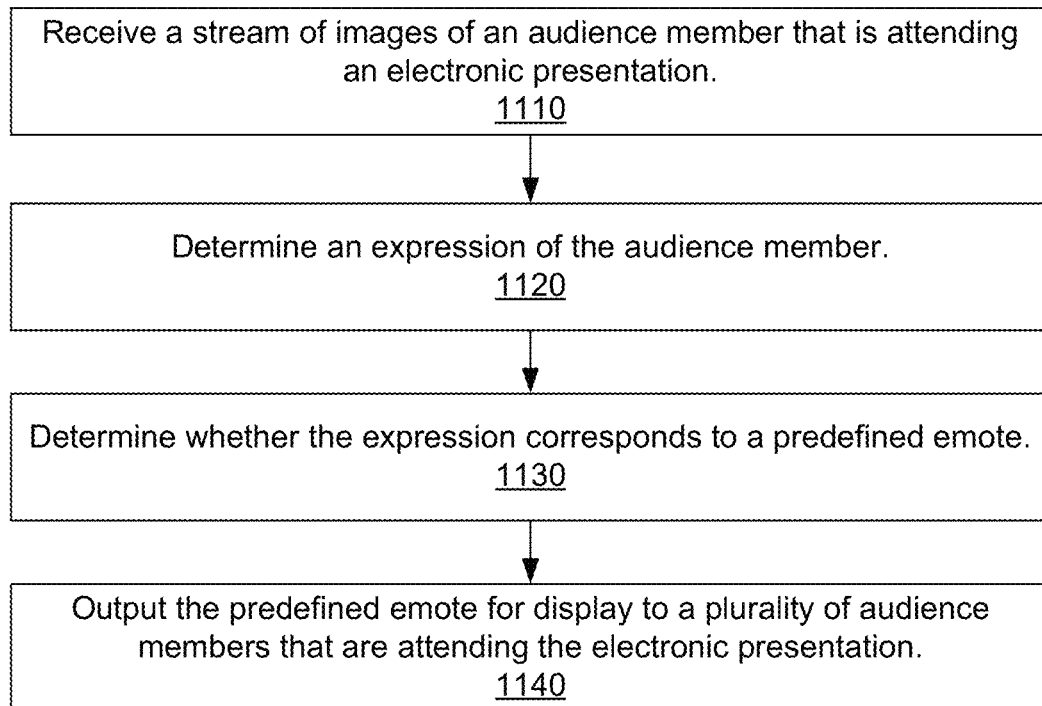 Receive a stream of images of an audience member that is attending
an electronic presentation.
1110
Determine an expression of the audience member.
1120
Determine whether the expression corresponds to a predefined emote.
1130
Output the predefined emote for display to a plurality of audience
members that are attending the electronic presentation.
1140